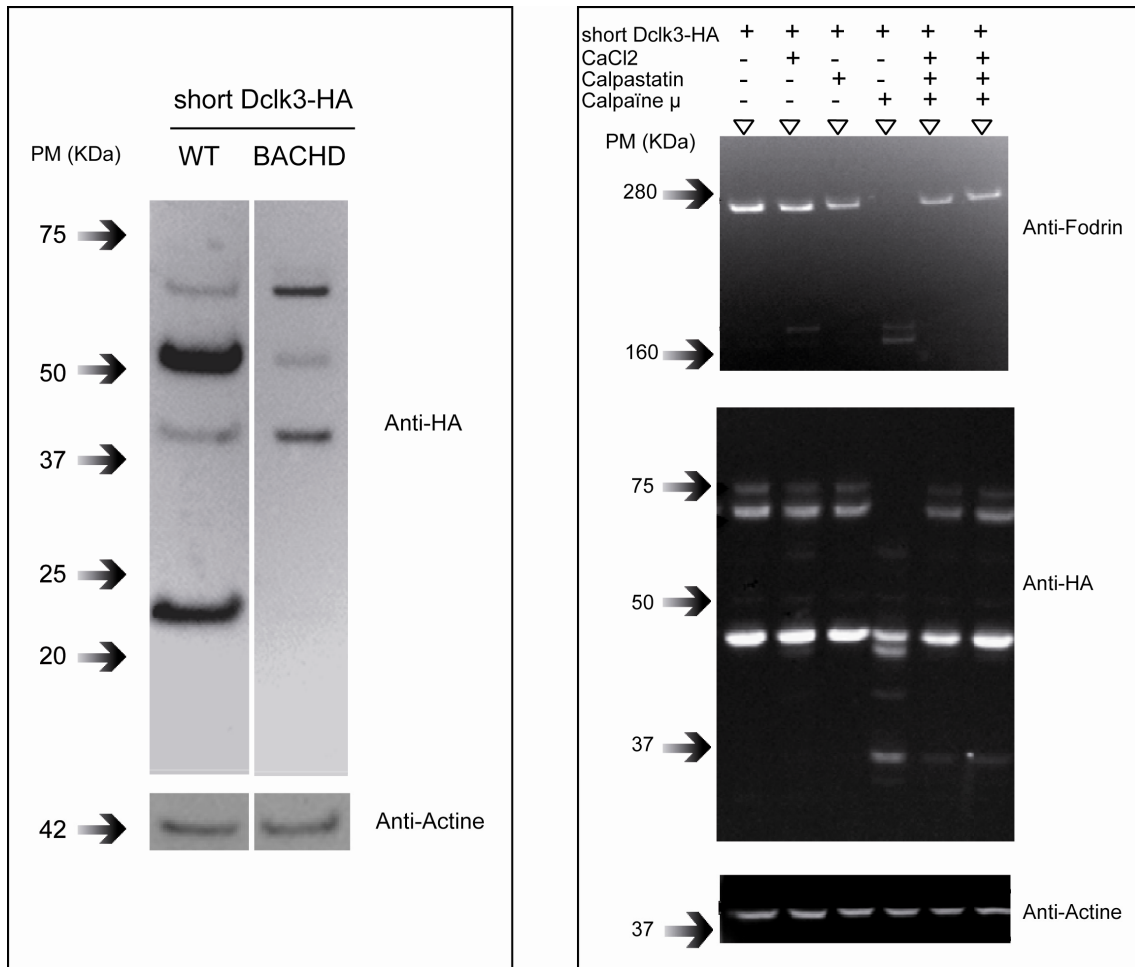 short Dclk3-HA
PM (KDa) WT BACHD
75
50
37
25
20
Anti-HA
42
Anti-Actine
short Dclk3-HA + + + + + +
CaCl2 - + - - + +
Calpastatin - - + - + +
Calpaïne µ - - - + + +
PM (KDa)
280
160
Anti-Fodrin
75
50
37
Anti-HA
37
Anti-Actine